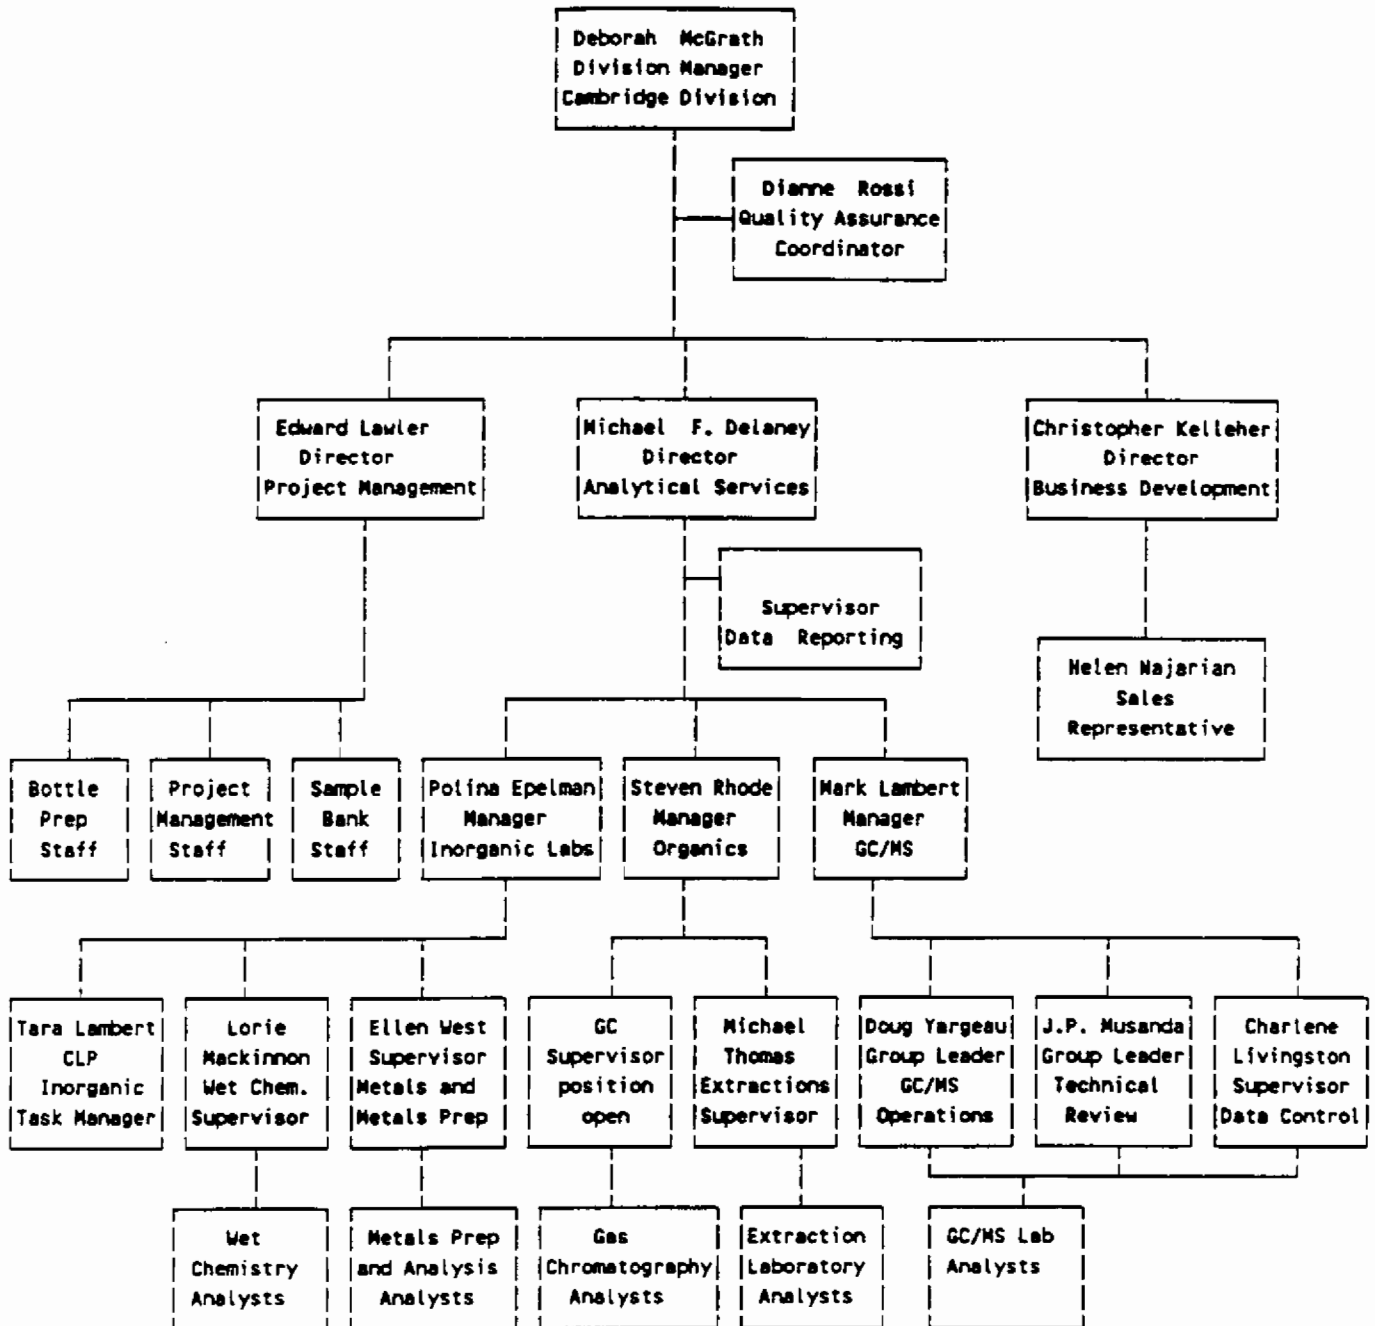 Deborah McGrath
Division Manager
Cambridge Division
Dianne Rossi
Quality Assurance
Coordinator
Edward Lawler
Director
Project Management
Michael F. Delaney
Director
Analytical Services
Christopher Kelleher
Director
Business Development
Supervisor
Data Reporting
Helen Najarian
Sales
Representative
Bottle
Prep
Staff
Project
Management
Staff
Sample
Bank
Staff
Polina Epelman
Manager
Inorganic Labs
Steven Rhode
Manager
Organics
Mark Lambert
Manager
GC/MS
Tara Lambert
CLP
Inorganic
Task Manager
Lorie
Mackinnon
Wet Chem.
Supervisor
Ellen West
Supervisor
Metals and
Metals Prep
GC
Supervisor
position
open
Michael
Thomas
Extractions
Supervisor
Doug Yargeau
Group Leader
GC/MS
Operations
J.P. Musanda
Group Leader
Technical
Review
Charlene
Livingston
Supervisor
Data Control
Wet
Chemistry
Analysts
Metals Prep
and Analysis
Analysts
Gas
Chromatography
Analysts
Extraction
Laboratory
Analysts
GC/MS Lab
Analysts